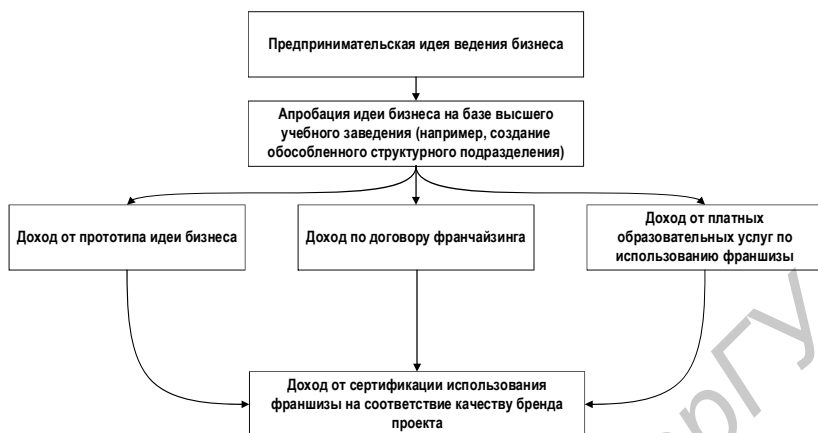 Предпринимательская идея ведения бизнеса
Апробация идеи бизнеса на базе высшего
учебного заведения (например, создание
обособленного структурного подразделения)
Доход от прототипа идеи бизнеса
Доход по договору франчайзинга
Доход от платных
образовательных услуг по
использованию франшизы
Доход от сертификации использования
франшизы на соответствие качеству бренда
проекта